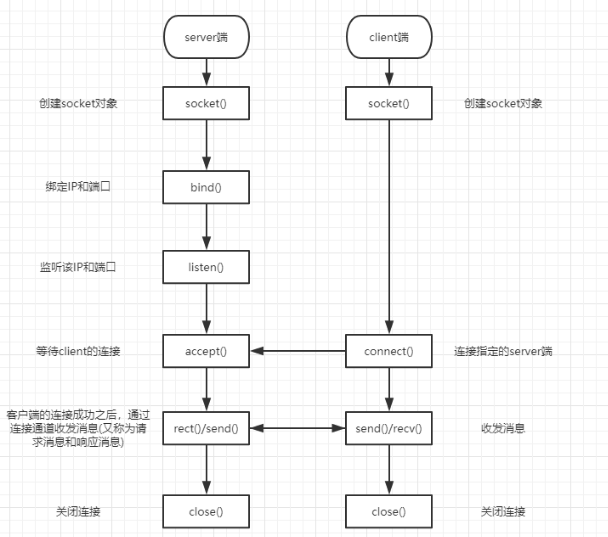 server端
client端
创建socket对象
socket()
socket()
创建socket对象
绑定IP和端口
bind()
监听该IP和端口
listen()
等待client的连接
accept()
connect()
连接指定的server端
客户端的连接成功之后，通过
连接通道收发消息(又称为请
求消息和响应消息)
rect()/send()
send()/recv()
收发消息
关闭连接
close()
close()
关闭连接